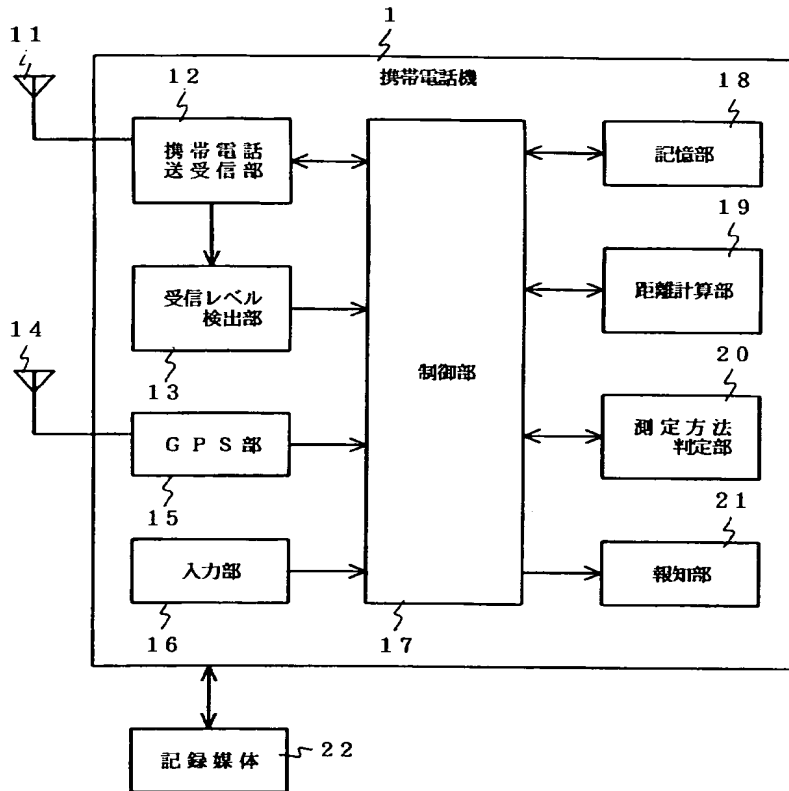 1
携帯電話機
11
12
携帯電話
送受信部
18
記憶部
19
距離計算部
受信レベル
検出部
13
14
制御部
20
測定方法
判定部
GPS部
15
21
報知部
入力部
16
17
記録媒体
22